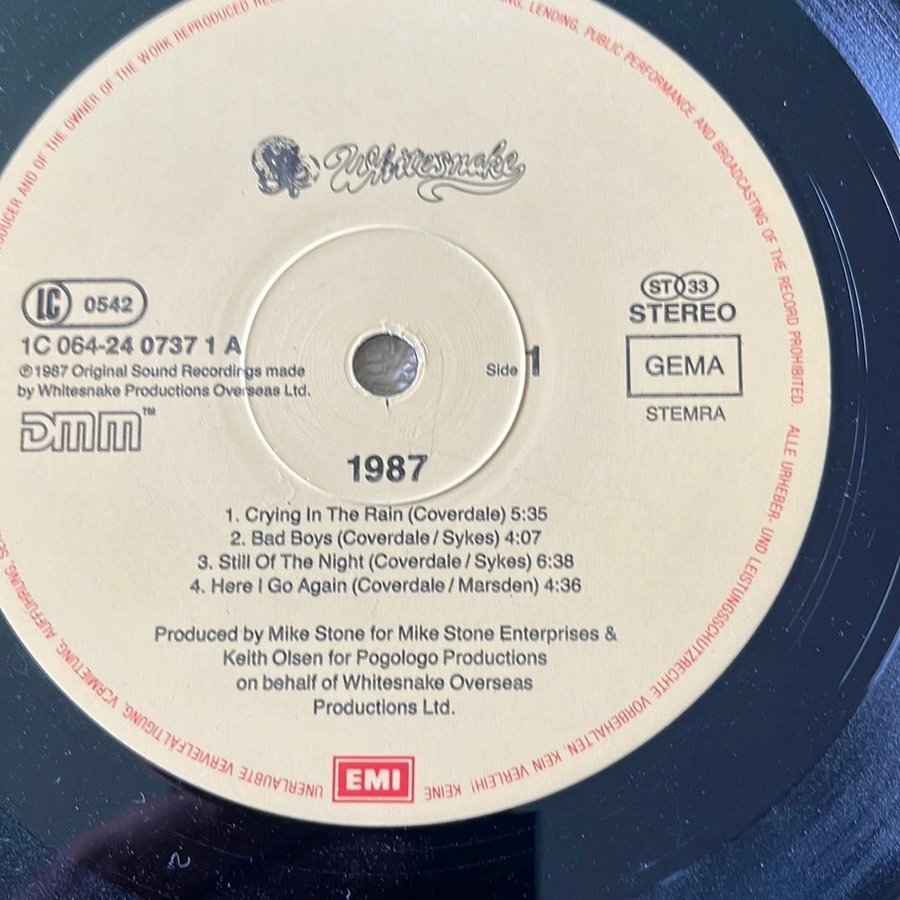 ODUCER AND OF THE OWNER OF THE WORK REPRODUCED RE
NG, LENDING, PUBLIC PERFORMANCE AND BROADCASTING OF THE RECORD PROHIBITED.
ALLE URHEBER- UND LEISTUNGSSCHUTZRECHTE VORBEHALTEN. KEIN VERLEIH! KEINE
UNERLAUBTE VERVIELFÄLTIGUNG, VERMIETUNG, AUFFÜHRUNG, SE
Whitesnake
LC 0542
1C 064-24 0737 1 A
℗1987 Original Sound Recordings made
by Whitesnake Productions Overseas Ltd.
DMM™
Side 1
ST 33
STEREO
GEMA
STEMRA
1987
1. Crying In The Rain (Coverdale) 5:35
2. Bad Boys (Coverdale / Sykes) 4:07
3. Still Of The Night (Coverdale / Sykes) 6:38
4. Here I Go Again (Coverdale / Marsden) 4:36
Produced by Mike Stone for Mike Stone Enterprises &
Keith Olsen for Pogologo Productions
on behalf of Whitesnake Overseas
Productions Ltd.
EMI